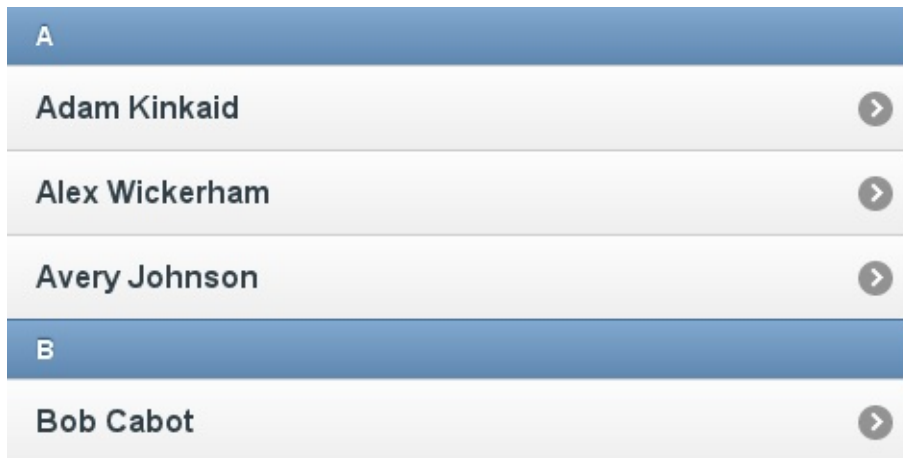 A
Adam Kinkaid
Alex Wickerham
Avery Johnson
B
Bob Cabot